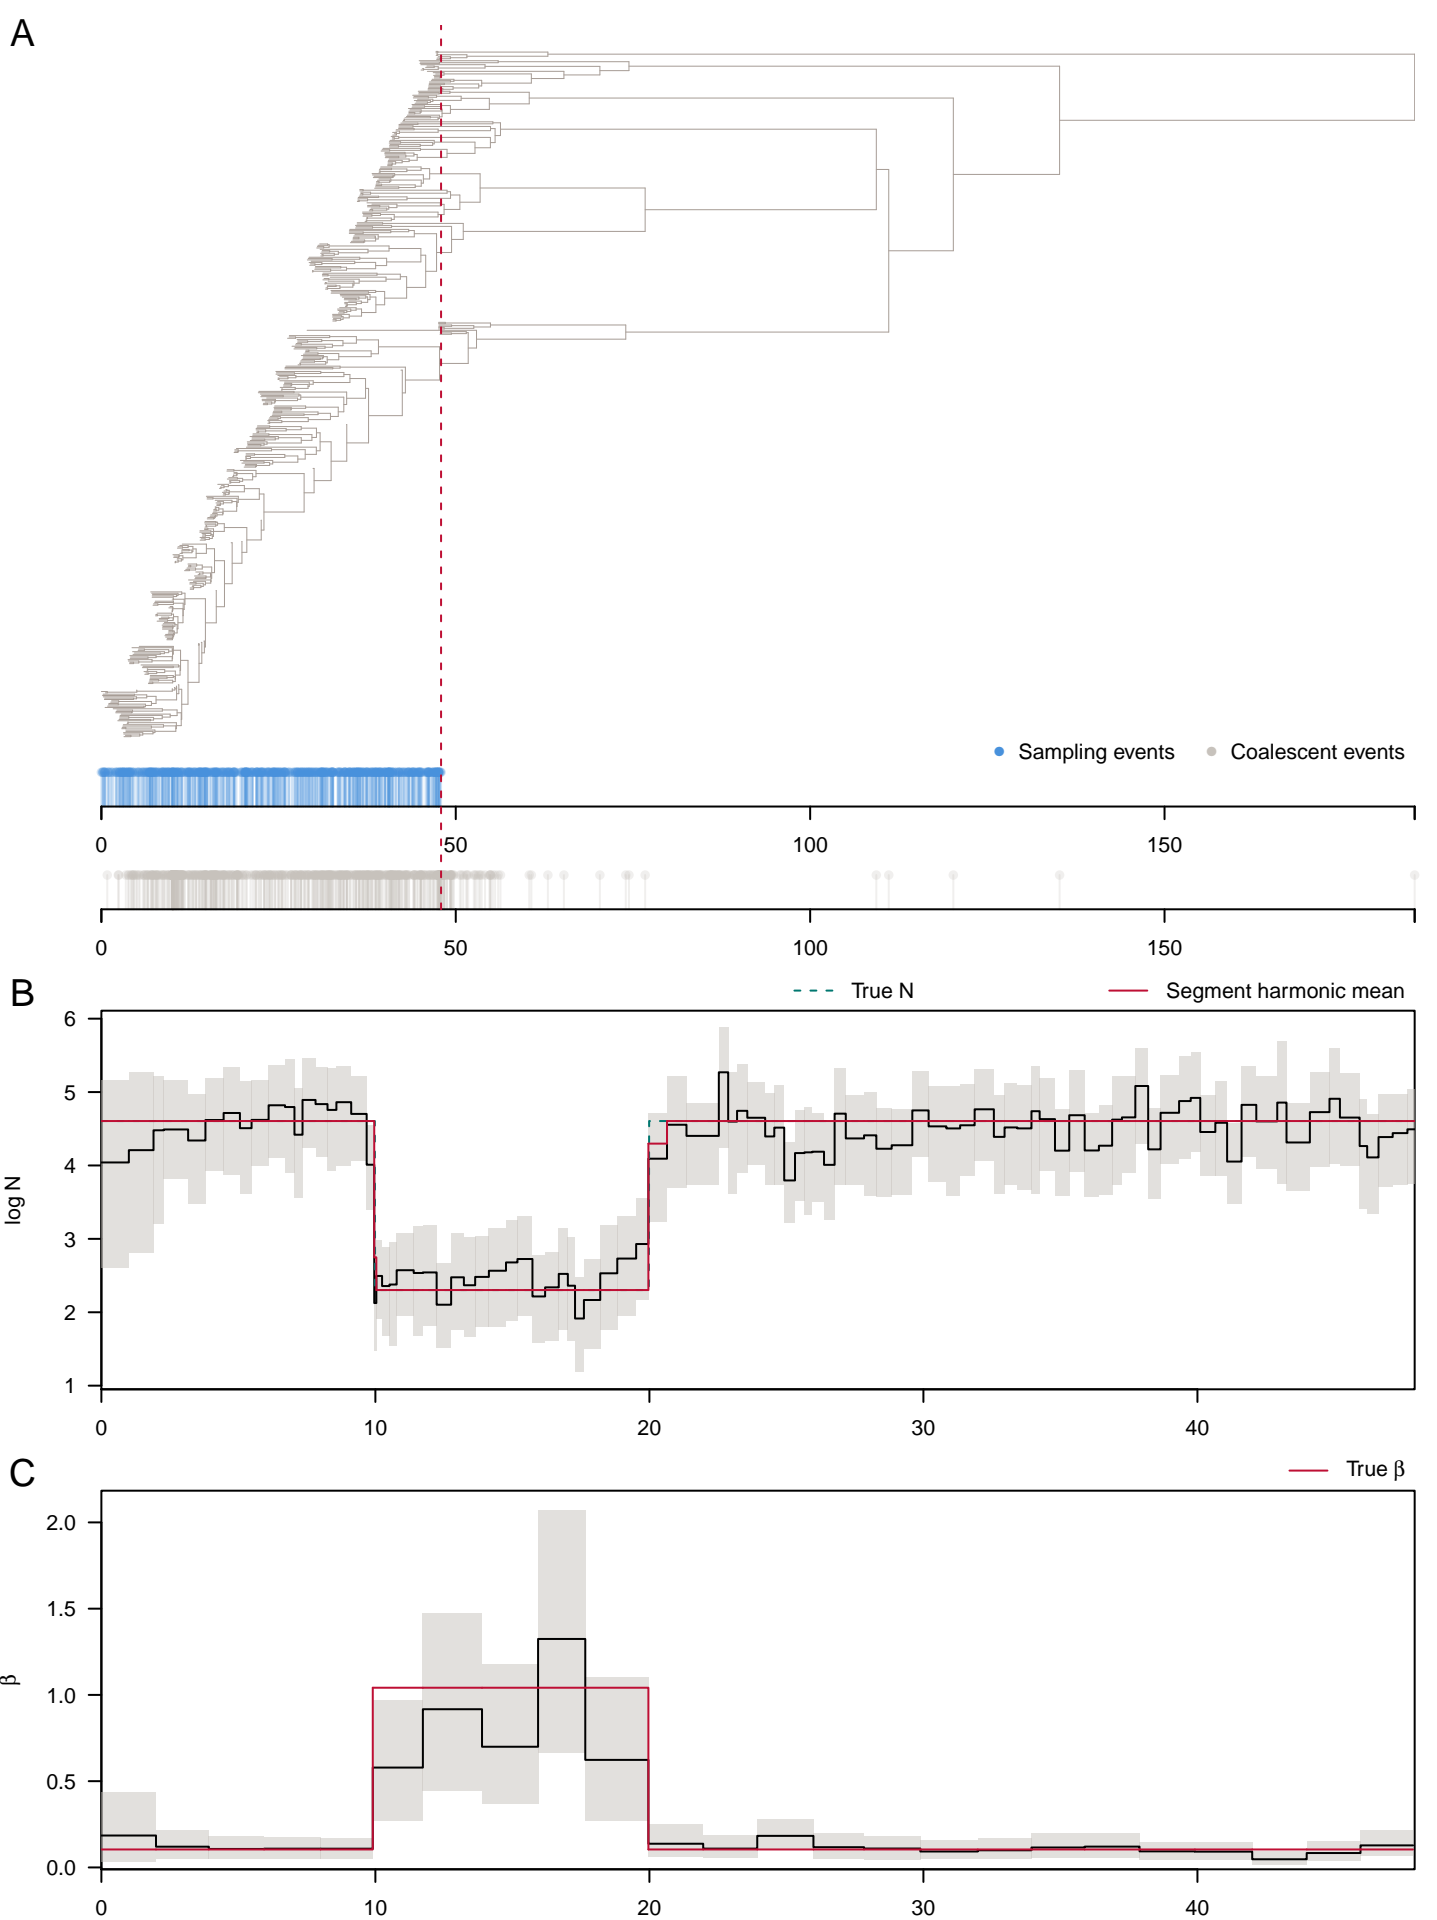 A
Sampling events
Coalescent events
0 50 100 150
0 50 100 150
B
True N
Segment harmonic mean
log N
6
5
4
3
2
1
0 10 20 30 40
C
True β
β
2.0
1.5
1.0
0.5
0.0
0 10 20 30 40